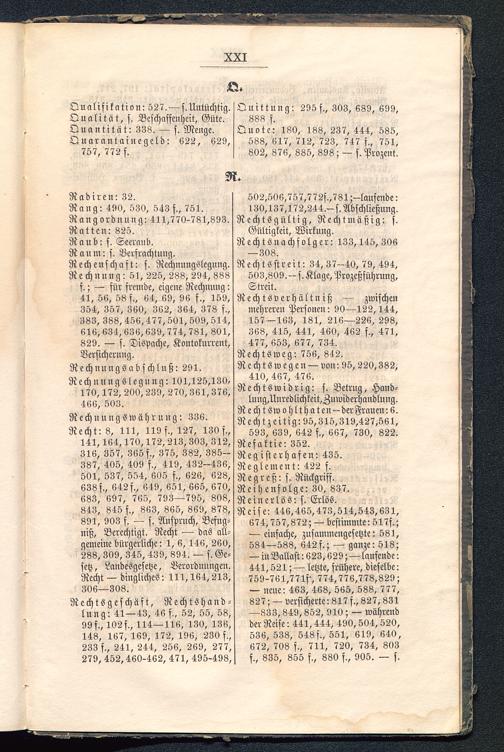 XXI
Q.
Qualifikation: 527. — s. Untüchtig.
Qualität, s. Beschaffenheit, Güte.
Quantität: 338. — s. Menge.
Quarantainegeld: 622, 629,
757, 772 f.
Quittung: 295 f., 303, 689, 699,
888 f.
Quote: 180, 188, 237, 444, 585,
588, 617, 712, 723, 747 f., 751,
802, 876, 885, 898; — s. Prozent.
R.
Radiren: 32.
Rang: 490, 530, 543 f., 751.
Rangordnung: 411, 770-781, 893.
Ratten: 825.
Raub: s. Seeraub.
Raum: s. Verfrachtung.
Rechenschaft: s. Rechnungslegung.
Rechnung: 51, 225, 288, 294, 888
f.; — für fremde, eigene Rechnung:
41, 56, 58 f., 64, 69, 96 f., 159,
354, 357, 360, 362, 364, 378 f.,
383, 388, 456, 477, 501, 509, 514,
616, 634, 636, 639, 774, 781, 801,
829. — s. Dispache, Kontokurrent,
Versicherung.
Rechnungsabschluß: 291.
Rechnungslegung: 101, 125, 130,
170, 172, 200, 239, 270, 361, 376,
466, 503.
Rechnungswährung: 336.
Recht: 8, 111, 119 f., 127, 130 f.,
141, 164, 170, 172, 213, 303, 312,
316, 357, 365 f., 375, 382, 385—
387, 405, 409 f., 419, 432—436,
501, 537, 554, 605 f., 626, 628,
638 f., 642 f., 649, 651, 665, 670,
683, 697, 765, 793—795, 808,
843, 845 f., 863, 865, 869, 878,
891, 903 f. — s. Anspruch, Befug-
niß, Berechtigt. Recht — das all-
gemeine bürgerliche: 1, 6, 146, 260,
288, 309, 345, 439, 894. — s. Ge-
setz, Landesgesetze, Verordnungen.
Recht — dingliches: 111, 164, 213,
306—308.
Rechtsgeschäft, Rechtshand-
lung: 41—43, 46 f., 52, 55, 58,
99 f., 102 f., 114—116, 130, 136,
148, 167, 169, 172, 196, 230 f.,
233 f., 241, 244, 256, 269, 277,
279, 452, 460-462, 471, 495-498,
502, 506, 757, 772 f., 781; — laufende:
130, 137, 172, 244. — s. Abschließung.
Rechtsgültig, Rechtmäßig: s.
Gültigkeit, Wirkung.
Rechtsnachfolger: 133, 145, 306
—308.
Rechtsstreit: 34, 37—40, 79, 494,
503, 809. — s. Klage, Prozeßführung,
Streit.
Rechtsverhältniß — zwischen
mehreren Personen: 90—122, 144,
157—163, 181, 216—226, 298,
368, 415, 441, 460, 462 f., 471,
477, 653, 677, 734.
Rechtsweg: 756, 842.
Rechtswegen — von: 95, 220, 382,
410, 467, 476.
Rechtswidrig: s. Betrug, Hand-
lung, Unredlichkeit, Zuwiderhandlung.
Rechtswohlthaten — der Frauen: 6.
Rechtzeitig: 95, 315, 319, 427, 561,
593, 639, 642 f., 667, 730, 822.
Refaktie: 352.
Registerhafen: 435.
Reglement: 422 f.
Regreß: s. Rückgriff.
Reihenfolge: 30, 837.
Reinerlös: s. Erlös.
Reise: 446, 465, 473, 514, 543, 631,
674, 757, 872; — bestimmte: 517 f.;
— einfache, zusammengesetzte: 581,
584—588, 642 f.; — ganze: 518;
— in Ballast: 623, 629; — laufende:
441, 521; — letzte, frühere, dieselbe:
759-761, 771 f., 774, 776, 778, 829;
— neue: 463, 468, 565, 588, 777,
827; — versicherte: 817 f., 827, 831
—833, 849, 852, 910; — während
der Reise: 441, 444, 490, 504, 520,
536, 538, 548 f., 551, 619, 640,
672, 708 f., 711, 720, 734, 803
f., 835, 855 f., 880 f., 905. — s.